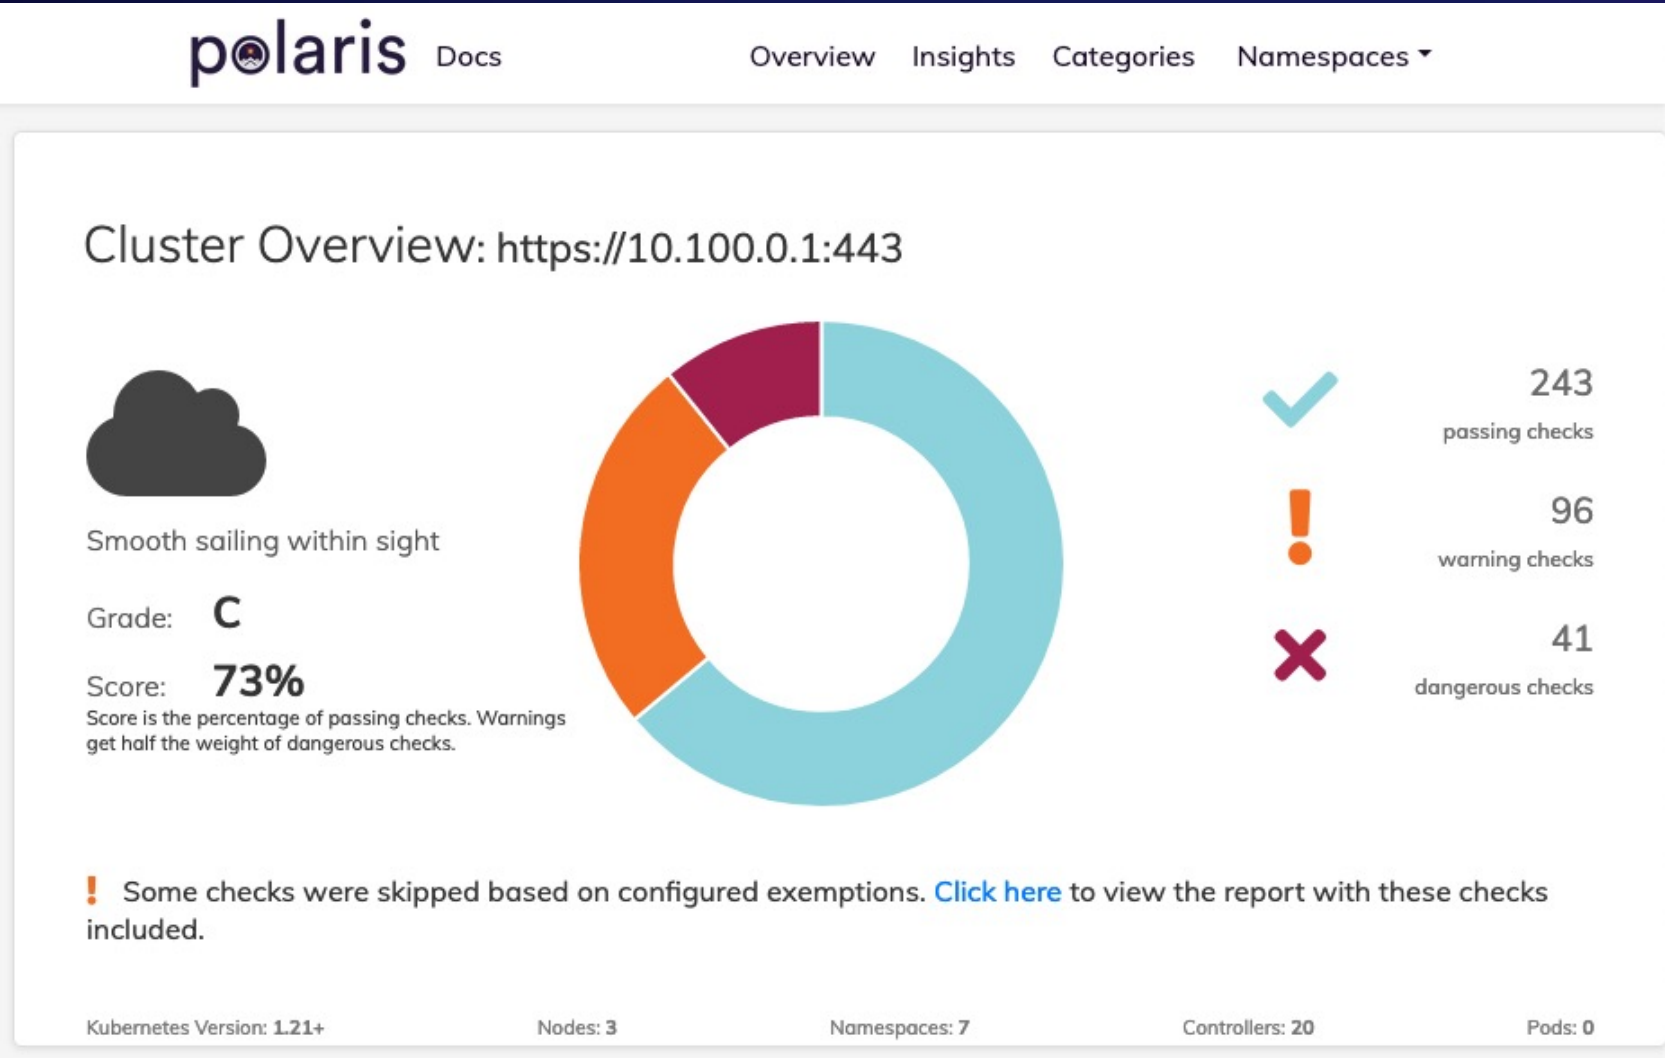 polaris Docs Overview Insights Categories Namespaces
Cluster Overview: https://10.100.0.1:443
Smooth sailing within sight
Grade: C
Score: 73%
Score is the percentage of passing checks. Warnings
get half the weight of dangerous checks.
243
passing checks
96
warning checks
41
dangerous checks
! Some checks were skipped based on configured exemptions. Click here to view the report with these checks
included.
Kubernetes Version: 1.21+ Nodes: 3 Namespaces: 7 Controllers: 20 Pods: 0